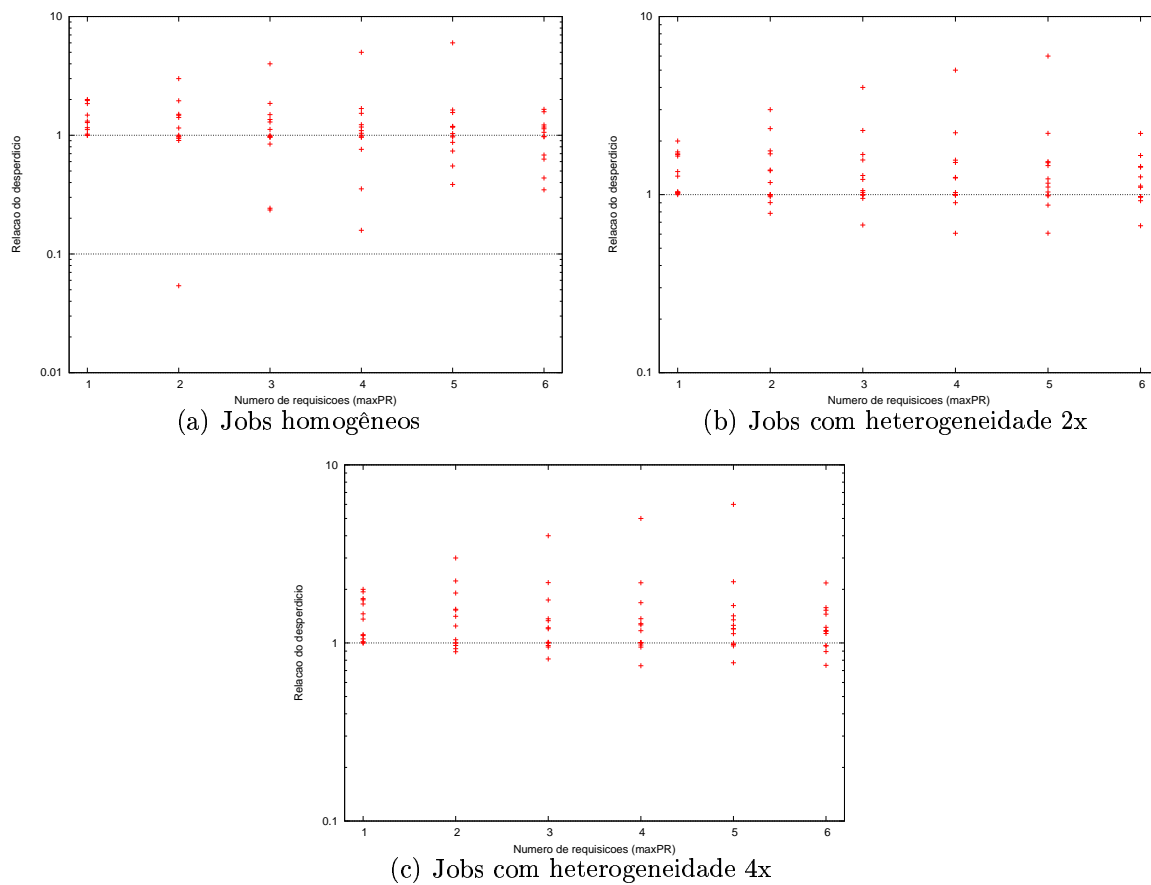 10
1
0.1
0.01
Relacao do desperdicio
1 2 3 4 5 6
Numero de requisicoes (maxPR)
(a) Jobs homogêneos
10
1
0.1
Relacao do desperdicio
1 2 3 4 5 6
Numero de requisicoes (maxPR)
(b) Jobs com heterogeneidade 2x
10
1
0.1
Relacao do desperdicio
1 2 3 4 5 6
Numero de requisicoes (maxPR)
(c) Jobs com heterogeneidade 4x